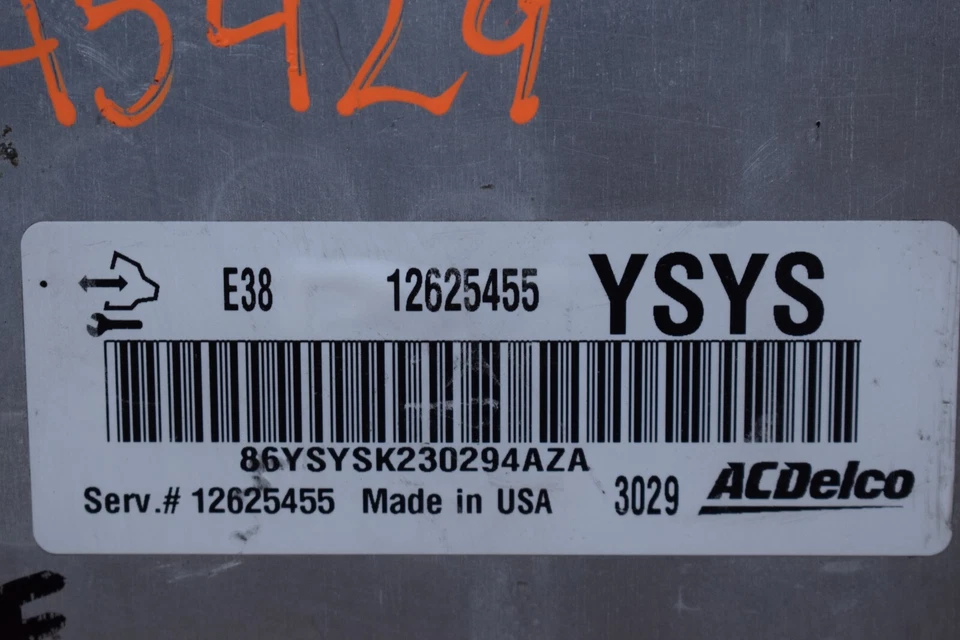 45429
E38 12625455 YSYS
86YSYSK230294AZA
Serv.# 12625455 Made in USA 3029 ACDelco